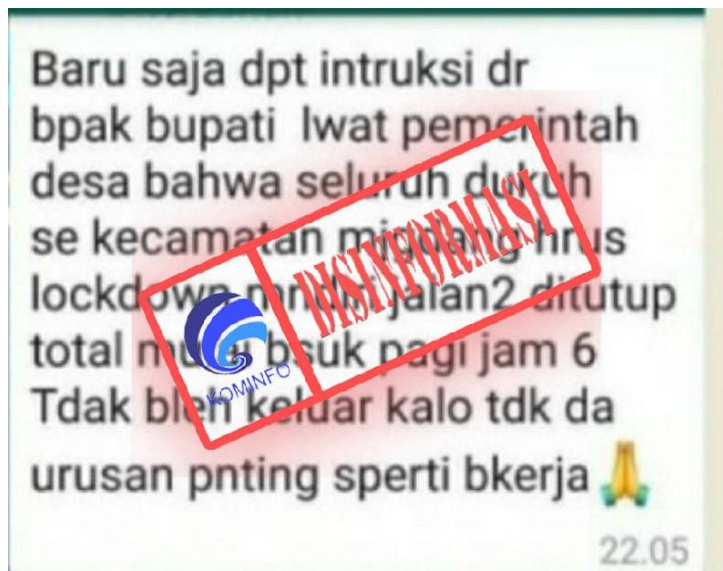 Baru saja dpt intruksi dr
bpak bupati lwat pemerintah
desa bahwa seluruh dukuh
se kecamatan hrus
lockdown jalan2 ditutup
total mulai bsuk pagi jam 6
Tdak bleh keluar kalo tdk da
urusan pnting sperti bkerja
22.05
DISINFORMASI
KOMINFO